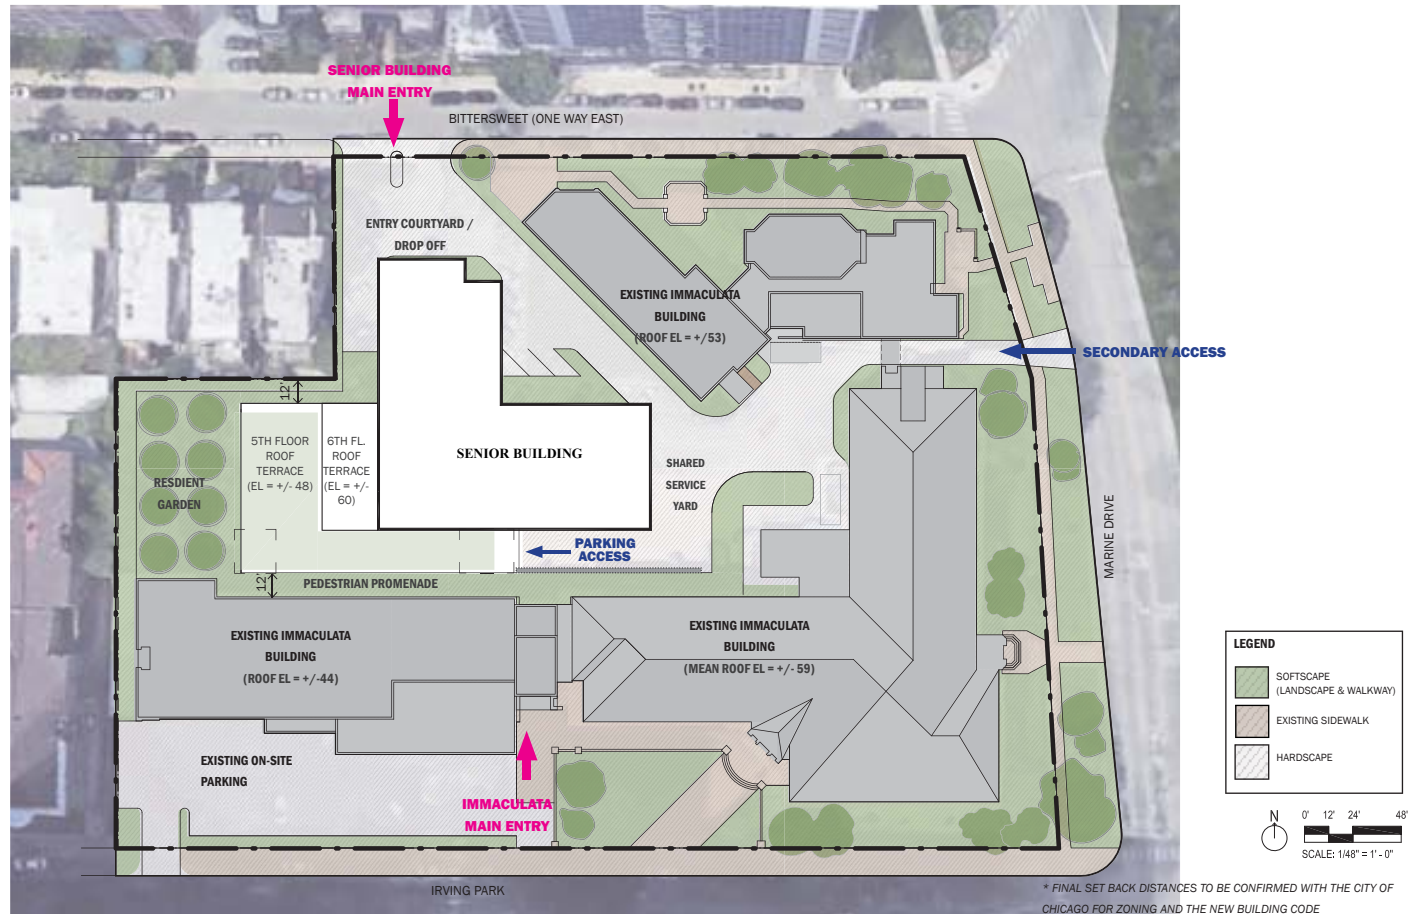 SENIOR BUILDING
MAIN ENTRY
BITTERSWEET (ONE WAY EAST)
ENTRY COURTYARD /
DROP OFF
EXISTING IMMACULATA
BUILDING
(ROOF EL = +/53)
SECONDARY ACCESS
12'
5TH FLOOR
ROOF
TERRACE
(EL = +/- 48)
6TH FL.
ROOF
TERRACE
(EL = +/-
60)
SENIOR BUILDING
RESDIENT
GARDEN
SHARED
SERVICE
YARD
PARKING
ACCESS
MARINE DRIVE
12'
PEDESTRIAN PROMENADE
EXISTING IMMACULATA
BUILDING
(ROOF EL = +/-44)
EXISTING IMMACULATA
BUILDING
(MEAN ROOF EL = +/- 59)
EXISTING ON-SITE
PARKING
IMMACULATA
MAIN ENTRY
IRVING PARK
LEGEND
SOFTSCAPE
(LANDSCAPE & WALKWAY)
EXISTING SIDEWALK
HARDSCAPE
N
0' 12' 24' 48'
SCALE: 1/48" = 1' - 0"
* FINAL SET BACK DISTANCES TO BE CONFIRMED WITH THE CITY OF
CHICAGO FOR ZONING AND THE NEW BUILDING CODE